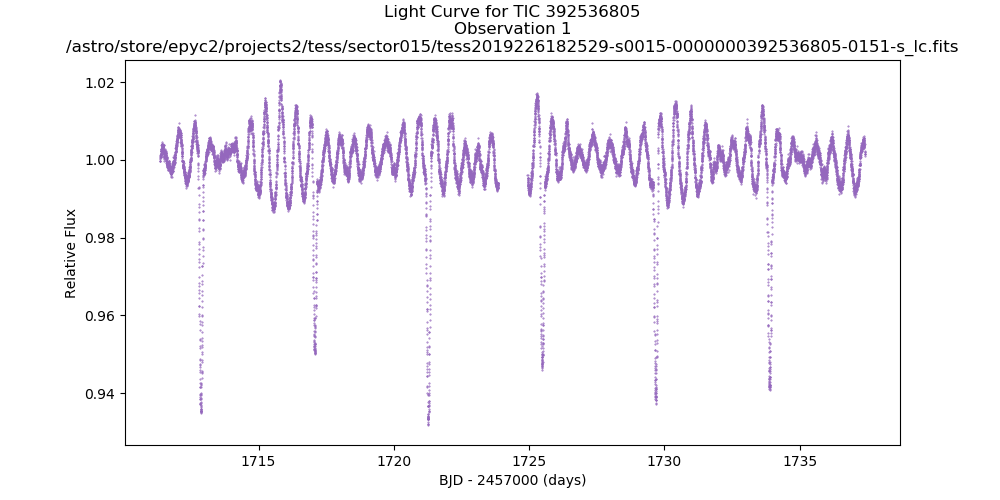 Light Curve for TIC 392536805
Observation 1
/astro/store/epyc2/projects2/tess/sector015/tess2019226182529-s0015-0000000392536805-0151-s_lc.fits
1.02
1.00
0.98
0.96
0.94
Relative Flux
1715
1720
1725
1730
1735
BJD - 2457000 (days)